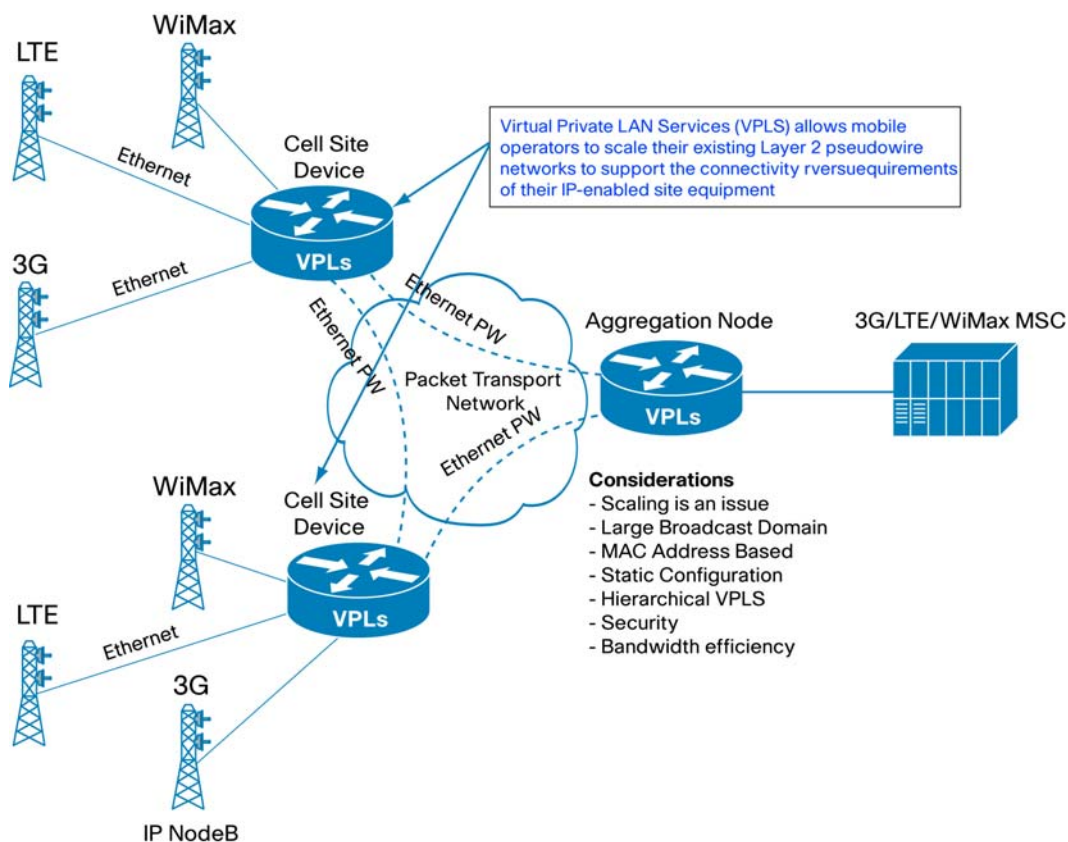 WiMax
LTE
Cell Site
Device
Ethernet
VPLs
3G
Ethernet
Virtual Private LAN Services (VPLS) allows mobile
operators to scale their existing Layer 2 pseudowire
networks to support the connectivity rversuequirements
of their IP-enabled site equipment
Ethernet PW
Ethernet PW
Packet Transport
Network
Ethernet PW
Aggregation Node
VPLs
3G/LTE/WiMax MSC
WiMax
Cell Site
Device
VPLs
LTE
Ethernet
3G
IP NodeB
Considerations
- Scaling is an issue
- Large Broadcast Domain
- MAC Address Based
- Static Configuration
- Hierarchical VPLS
- Security
- Bandwidth efficiency